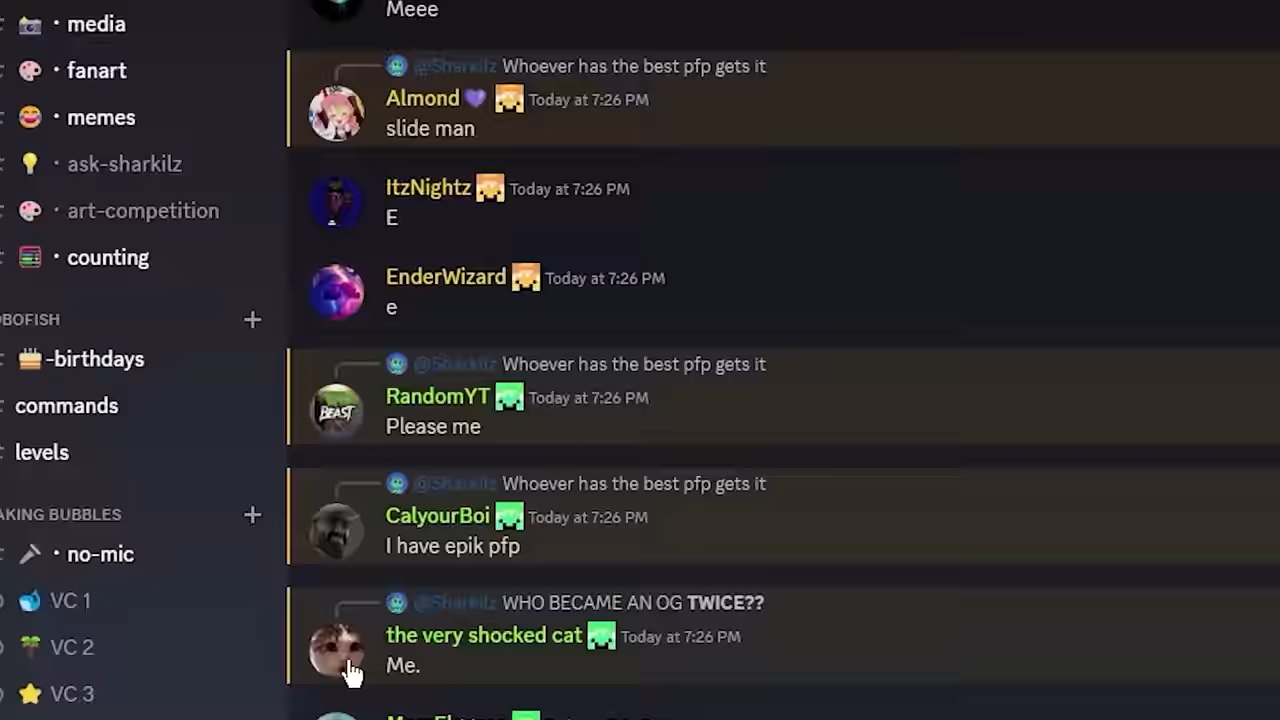 media
fanart
memes
ask-sharkilz
art-competition
counting
OBOFISH
-birthdays
commands
levels
AKING BUBBLES
no-mic
VC 1
VC 2
VC 3
Meee
@Sharkilz Whoever has the best pfp gets it
Almond Today at 7:26 PM
slide man
ItzNightz Today at 7:26 PM
E
EnderWizard Today at 7:26 PM
e
@Sharkilz Whoever has the best pfp gets it
RandomYT Today at 7:26 PM
BEAST
Please me
@Sharkilz Whoever has the best pfp gets it
CalyourBoi Today at 7:26 PM
I have epik pfp
@Sharkilz WHO BECAME AN OG TWICE??
the very shocked cat Today at 7:26 PM
Me.